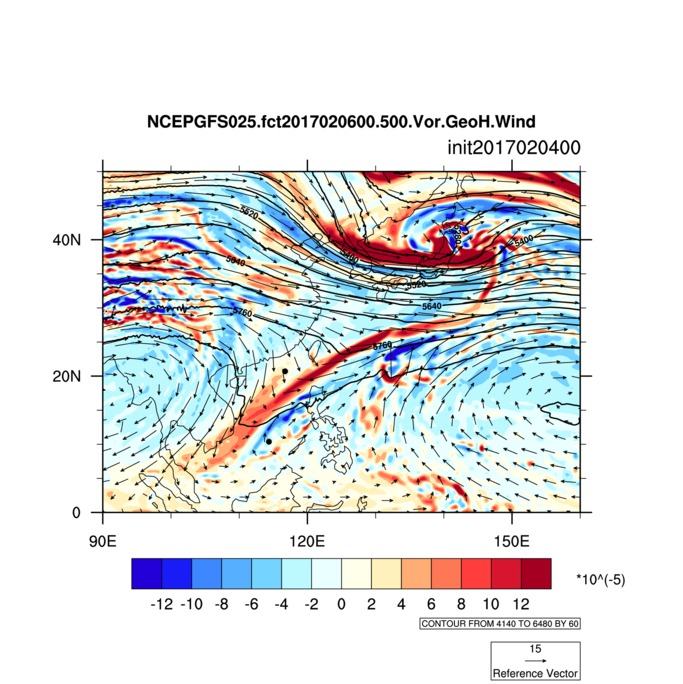 NCEPGFS025.fct2017020600.500.Vor.GeoH.Wind
init2017020400
5620
5400
5280
5640
5520
5640
5760
5760
40N
20N
0
90E 120E 150E
-12 -10 -8 -6 -4 -2 0 2 4 6 8 10 12 *10^(-5)
CONTOUR FROM 4140 TO 6480 BY 60
15
Reference Vector